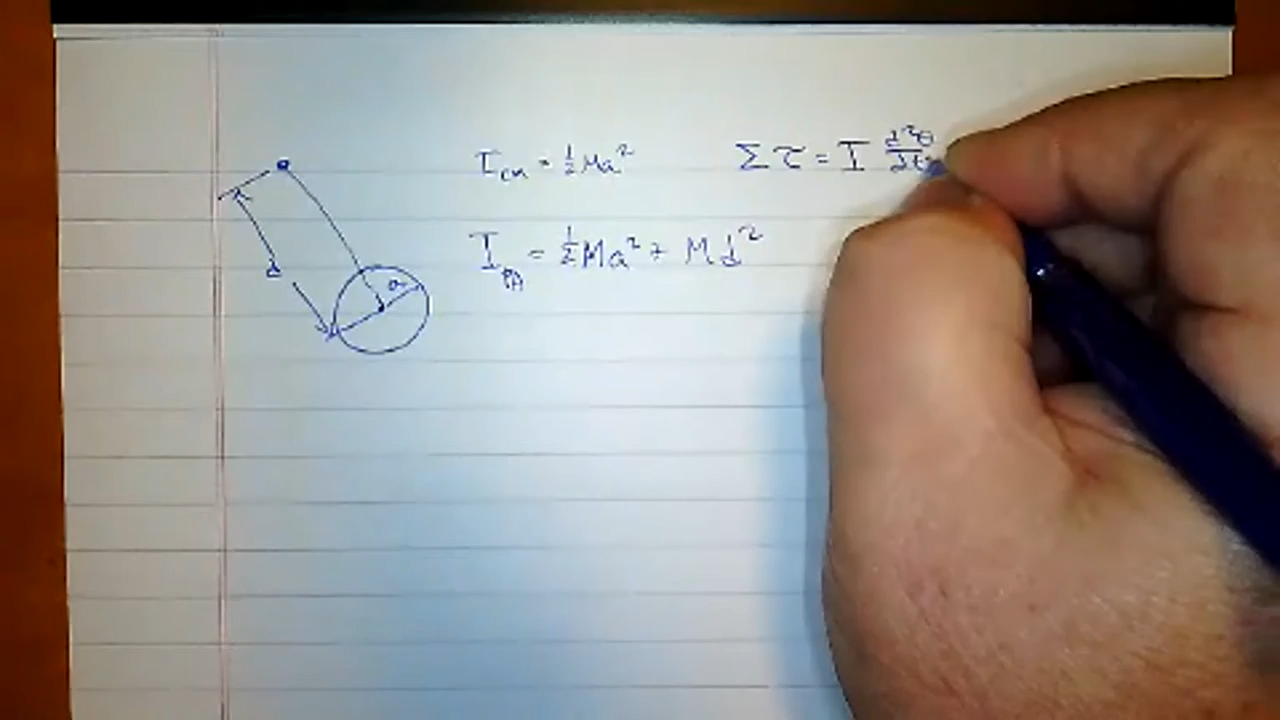 I_cm = ½Ma²
Στ = I d²θ/dt²
d
a
I_PA = ½Ma² + Md²